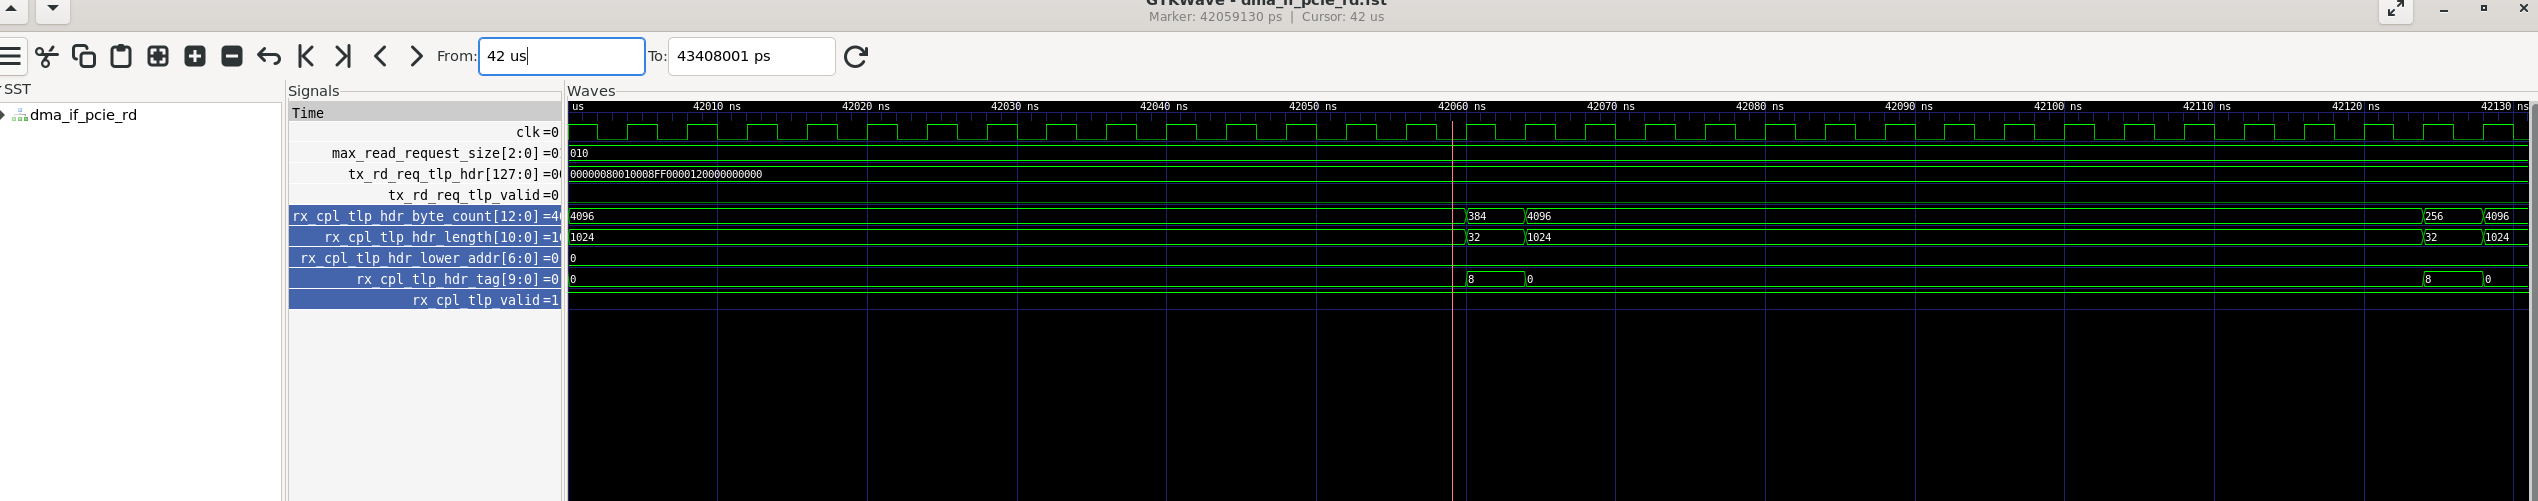 GTKWave - dma_if_pcie_rd.fst
Marker: 42059130 ps | Cursor: 42 us
From: 42 us To: 43408001 ps
SST Signals Waves
dma_if_pcie_rd
Time us 42010 ns 42020 ns 42030 ns 42040 ns 42050 ns 42060 ns 42070 ns 42080 ns 42090 ns 42100 ns 42110 ns 42120 ns 42130 ns
clk=0
max_read_request_size[2:0]=0 010
tx_rd_req_tlp_hdr[127:0]=00 00000080010008FF0000120000000000
tx_rd_req_tlp_valid=0
rx_cpl_tlp_hdr_byte_count[12:0]=4 4096 384 4096 256 4096
rx_cpl_tlp_hdr_length[10:0]=1 1024 32 1024 32 1024
rx_cpl_tlp_hdr_lower_addr[6:0]=0 0
rx_cpl_tlp_hdr_tag[9:0]=0 0 8 0 8 0
rx_cpl_tlp_valid=1